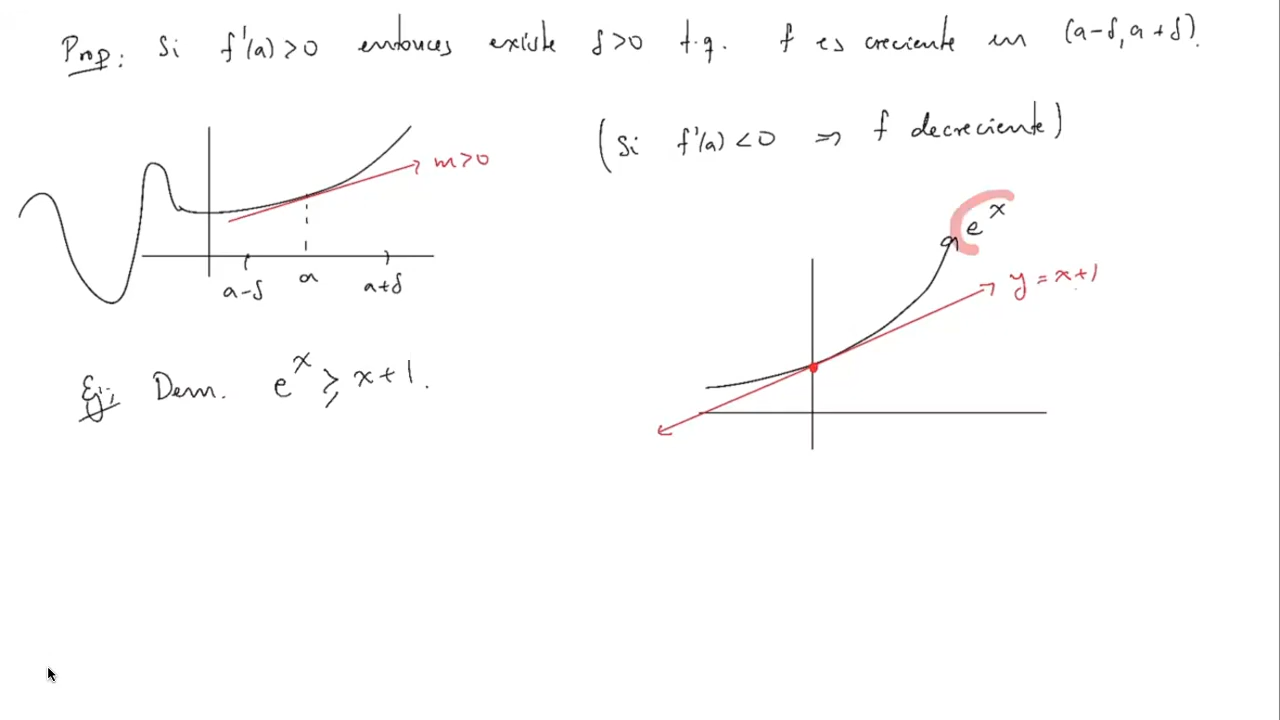 Prop: Si f'(a) > 0 entonces existe δ > 0 t.q. f es creciente en (a-δ, a+δ).
(Si f'(a) < 0 ⇒ f decreciente)
m > 0
a-δ a a+δ
e^x
y = x+1
Ej: Dem. e^x ≥ x+1.